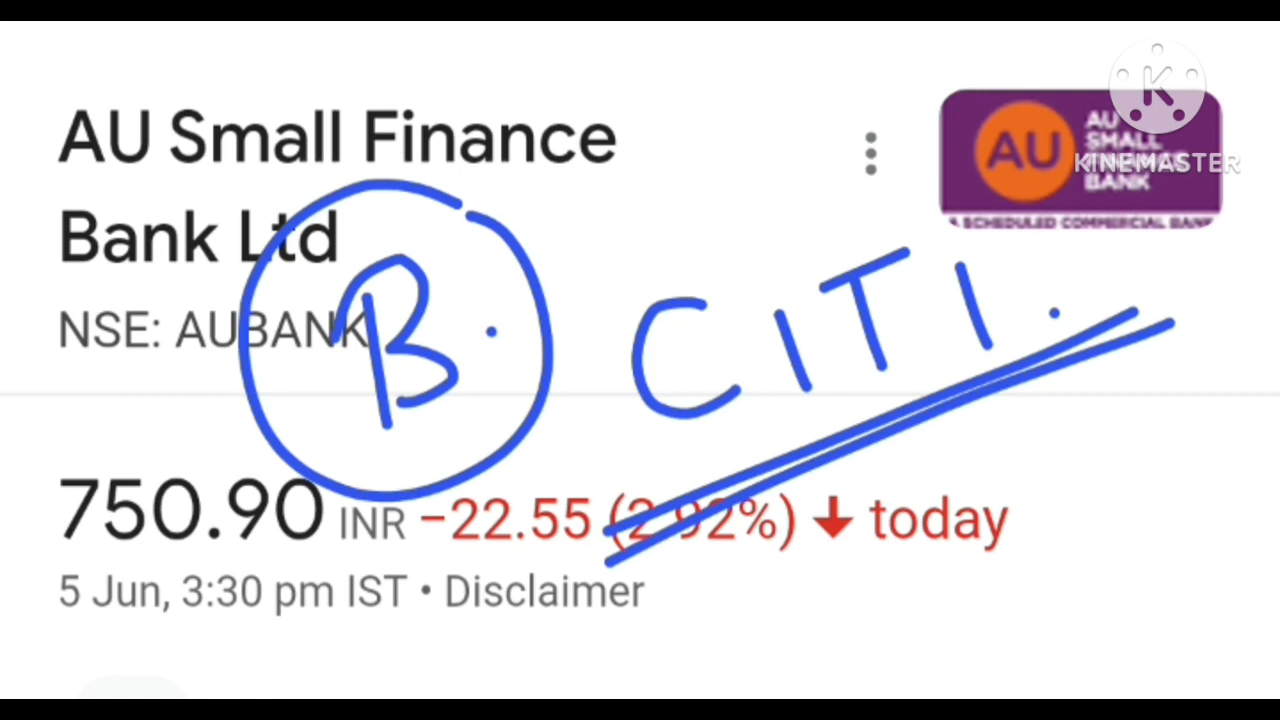 AU Small Finance
Bank Ltd
NSE: AUBANK
AU
AU
SMALL
FINANCE
BANK
A SCHEDULED COMMERCIAL BANK
K
KINEMASTER
B.
CITI.
750.90 INR −22.55 (2.92%) ↓ today
5 Jun, 3:30 pm IST • Disclaimer